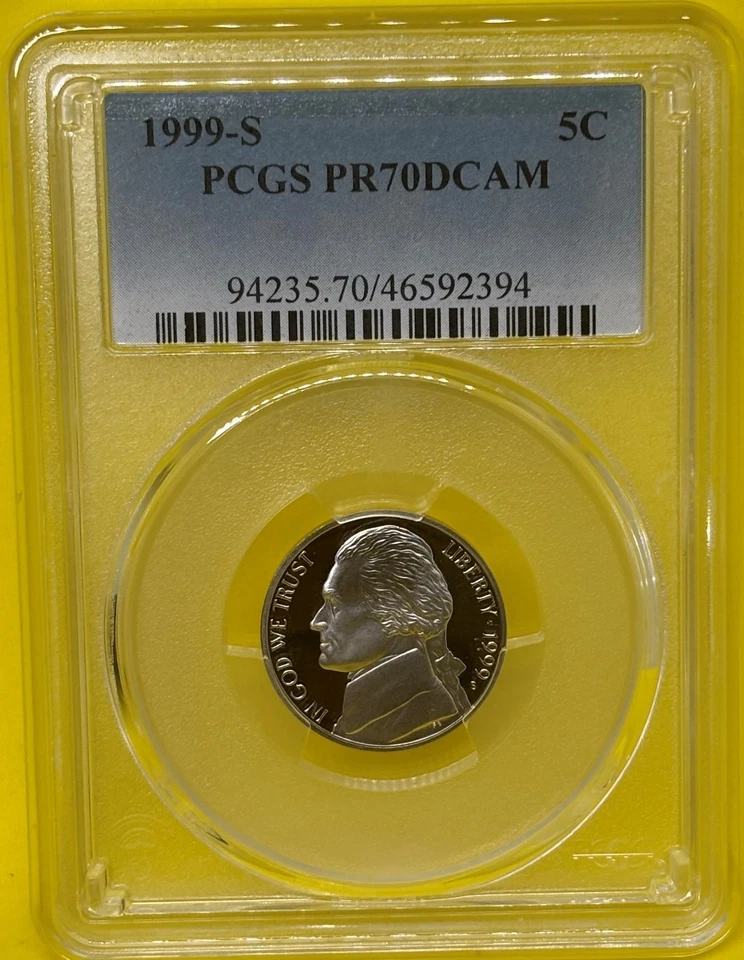 1999-S 5C
PCGS PR70DCAM
94235.70/46592394
IN GOD WE TRUST
LIBERTY · 1999
S